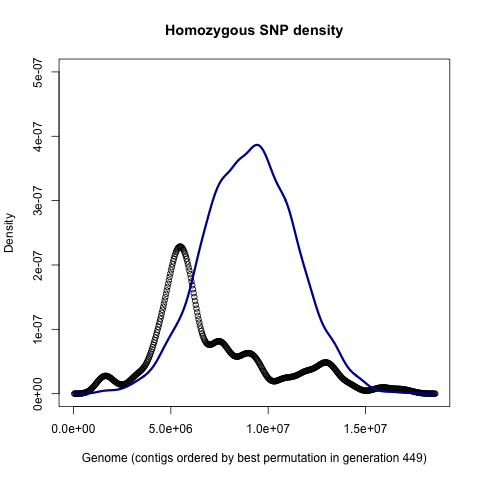 Homozygous SNP density
5e-07
4e-07
3e-07
2e-07
1e-07
0e+00
Density
0.0e+00 5.0e+06 1.0e+07 1.5e+07
Genome (contigs ordered by best permutation in generation 449)